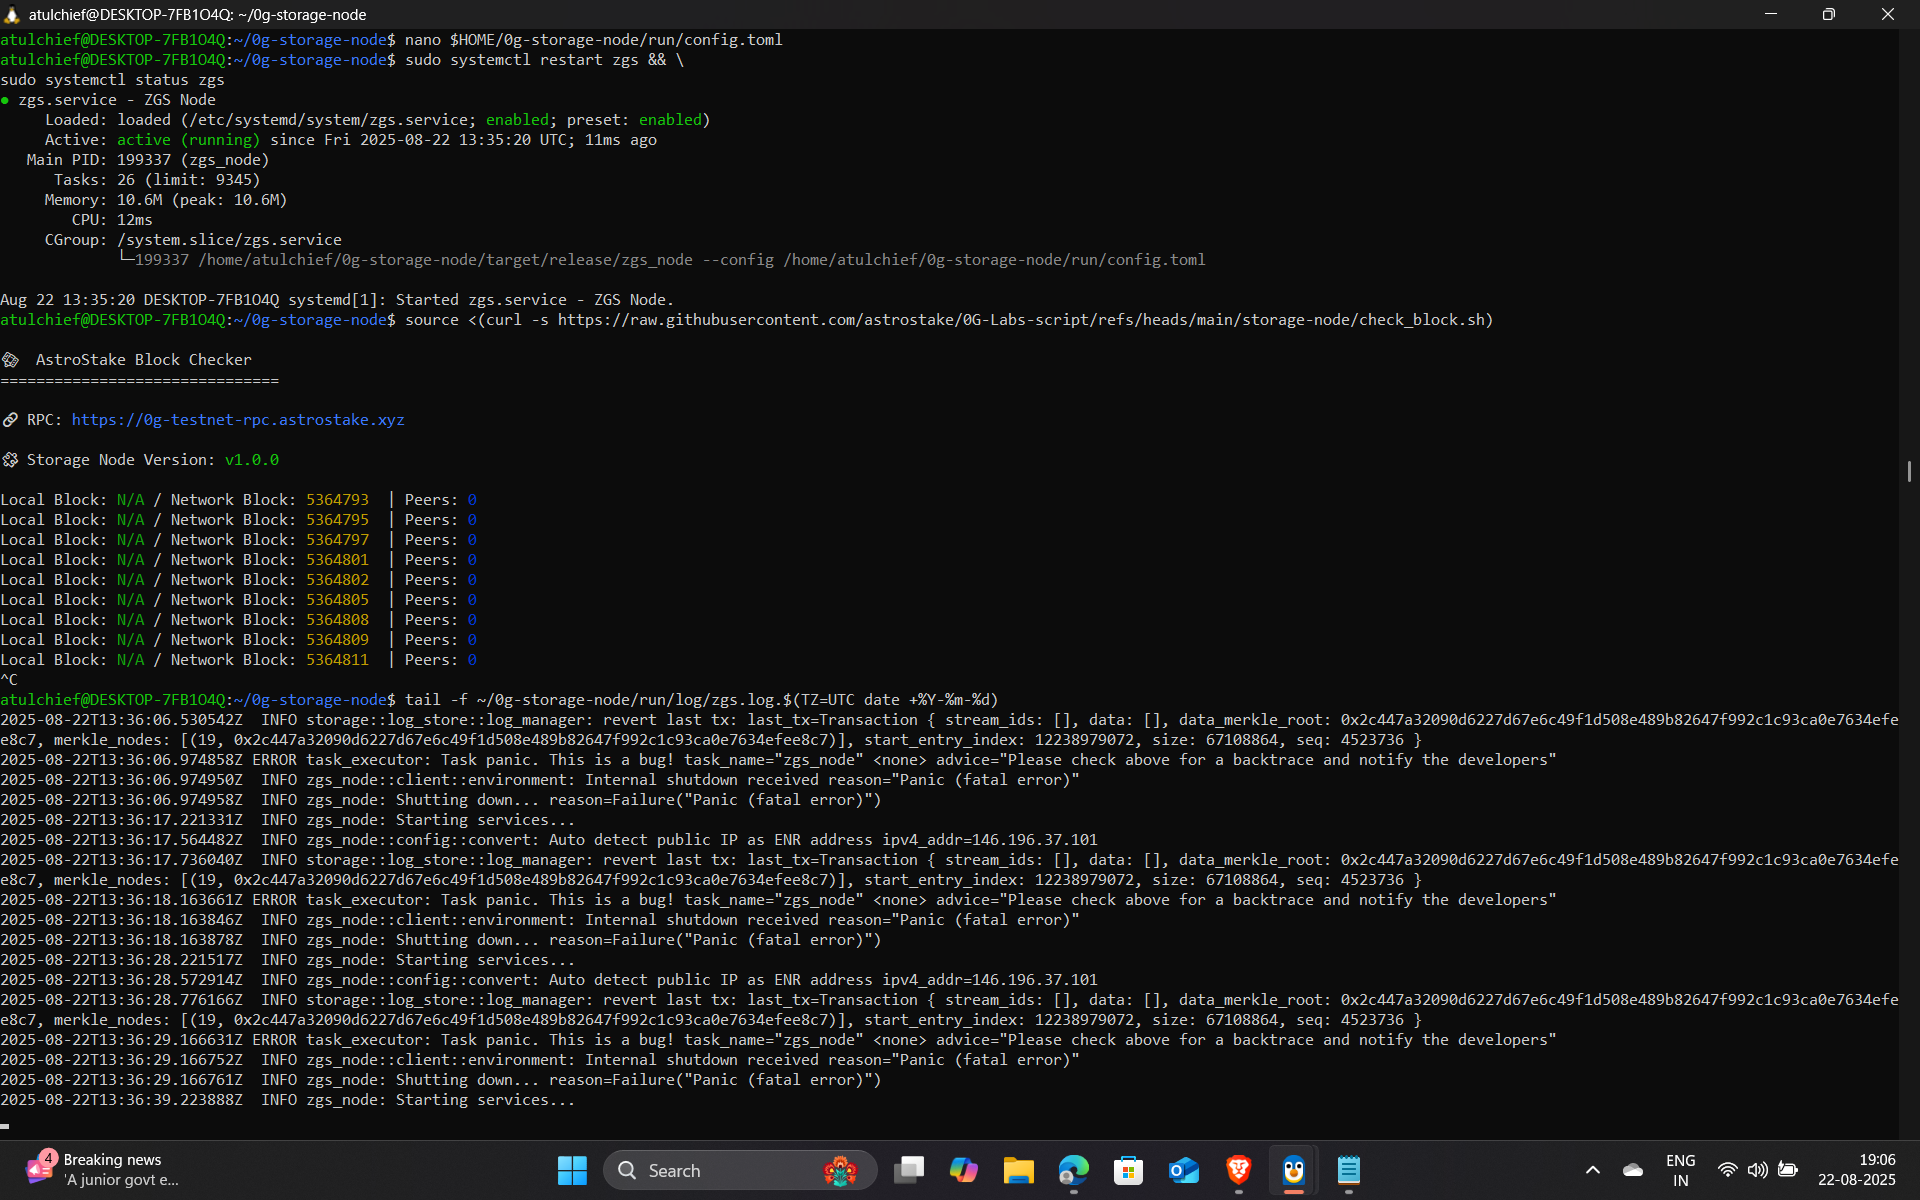 atulchief@DESKTOP-7FB1O4Q: ~/0g-storage-node
atulchief@DESKTOP-7FB1O4Q:~/0g-storage-node$ nano $HOME/0g-storage-node/run/config.toml
atulchief@DESKTOP-7FB1O4Q:~/0g-storage-node$ sudo systemctl restart zgs && \
sudo systemctl status zgs
● zgs.service - ZGS Node
Loaded: loaded (/etc/systemd/system/zgs.service; enabled; preset: enabled)
Active: active (running) since Fri 2025-08-22 13:35:20 UTC; 11ms ago
Main PID: 199337 (zgs_node)
Tasks: 26 (limit: 9345)
Memory: 10.6M (peak: 10.6M)
CPU: 12ms
CGroup: /system.slice/zgs.service
└─199337 /home/atulchief/0g-storage-node/target/release/zgs_node --config /home/atulchief/0g-storage-node/run/config.toml
Aug 22 13:35:20 DESKTOP-7FB1O4Q systemd[1]: Started zgs.service - ZGS Node.
atulchief@DESKTOP-7FB1O4Q:~/0g-storage-node$ source <(curl -s https://raw.githubusercontent.com/astrostake/0G-Labs-script/refs/heads/main/storage-node/check_block.sh)
AstroStake Block Checker
===============================
RPC: https://0g-testnet-rpc.astrostake.xyz
Storage Node Version: v1.0.0
Local Block: N/A / Network Block: 5364793 | Peers: 0
Local Block: N/A / Network Block: 5364795 | Peers: 0
Local Block: N/A / Network Block: 5364797 | Peers: 0
Local Block: N/A / Network Block: 5364801 | Peers: 0
Local Block: N/A / Network Block: 5364802 | Peers: 0
Local Block: N/A / Network Block: 5364805 | Peers: 0
Local Block: N/A / Network Block: 5364808 | Peers: 0
Local Block: N/A / Network Block: 5364809 | Peers: 0
Local Block: N/A / Network Block: 5364811 | Peers: 0
^C
atulchief@DESKTOP-7FB1O4Q:~/0g-storage-node$ tail -f ~/0g-storage-node/run/log/zgs.log.$(TZ=UTC date +%Y-%m-%d)
2025-08-22T13:36:06.530542Z INFO storage::log_store::log_manager: revert last tx: last_tx=Transaction { stream_ids: [], data: [], data_merkle_root: 0x2c447a32090d6227d67e6c49f1d508e489b82647f992c1c93ca0e7634efe
e8c7, merkle_nodes: [(19, 0x2c447a32090d6227d67e6c49f1d508e489b82647f992c1c93ca0e7634efee8c7)], start_entry_index: 12238979072, size: 67108864, seq: 4523736 }
2025-08-22T13:36:06.974858Z ERROR task_executor: Task panic. This is a bug! task_name="zgs_node" <none> advice="Please check above for a backtrace and notify the developers"
2025-08-22T13:36:06.974950Z INFO zgs_node::client::environment: Internal shutdown received reason="Panic (fatal error)"
2025-08-22T13:36:06.974958Z INFO zgs_node: Shutting down... reason=Failure("Panic (fatal error)")
2025-08-22T13:36:17.221331Z INFO zgs_node: Starting services...
2025-08-22T13:36:17.564482Z INFO zgs_node::config::convert: Auto detect public IP as ENR address ipv4_addr=146.196.37.101
2025-08-22T13:36:17.736040Z INFO storage::log_store::log_manager: revert last tx: last_tx=Transaction { stream_ids: [], data: [], data_merkle_root: 0x2c447a32090d6227d67e6c49f1d508e489b82647f992c1c93ca0e7634efe
e8c7, merkle_nodes: [(19, 0x2c447a32090d6227d67e6c49f1d508e489b82647f992c1c93ca0e7634efee8c7)], start_entry_index: 12238979072, size: 67108864, seq: 4523736 }
2025-08-22T13:36:18.163661Z ERROR task_executor: Task panic. This is a bug! task_name="zgs_node" <none> advice="Please check above for a backtrace and notify the developers"
2025-08-22T13:36:18.163846Z INFO zgs_node::client::environment: Internal shutdown received reason="Panic (fatal error)"
2025-08-22T13:36:18.163878Z INFO zgs_node: Shutting down... reason=Failure("Panic (fatal error)")
2025-08-22T13:36:28.221517Z INFO zgs_node: Starting services...
2025-08-22T13:36:28.572914Z INFO zgs_node::config::convert: Auto detect public IP as ENR address ipv4_addr=146.196.37.101
2025-08-22T13:36:28.776166Z INFO storage::log_store::log_manager: revert last tx: last_tx=Transaction { stream_ids: [], data: [], data_merkle_root: 0x2c447a32090d6227d67e6c49f1d508e489b82647f992c1c93ca0e7634efe
e8c7, merkle_nodes: [(19, 0x2c447a32090d6227d67e6c49f1d508e489b82647f992c1c93ca0e7634efee8c7)], start_entry_index: 12238979072, size: 67108864, seq: 4523736 }
2025-08-22T13:36:29.166631Z ERROR task_executor: Task panic. This is a bug! task_name="zgs_node" <none> advice="Please check above for a backtrace and notify the developers"
2025-08-22T13:36:29.166752Z INFO zgs_node::client::environment: Internal shutdown received reason="Panic (fatal error)"
2025-08-22T13:36:29.166761Z INFO zgs_node: Shutting down... reason=Failure("Panic (fatal error)")
2025-08-22T13:36:39.223888Z INFO zgs_node: Starting services...
4
Breaking news
'A junior govt e...
Search
ENG
IN
19:06
22-08-2025